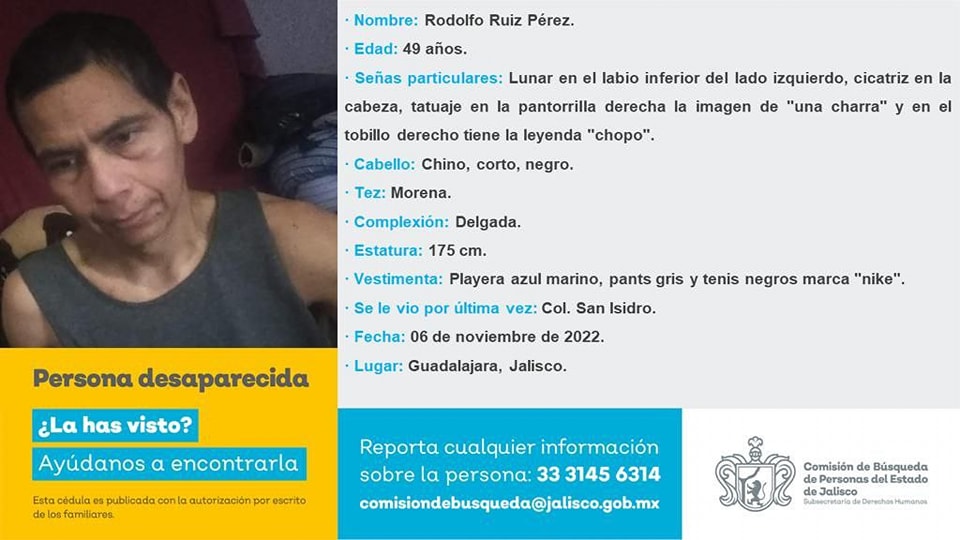 · Nombre: Rodolfo Ruiz Pérez.
· Edad: 49 años.
· Señas particulares: Lunar en el labio inferior del lado izquierdo, cicatriz en la
cabeza, tatuaje en la pantorrilla derecha la imagen de "una charra" y en el
tobillo derecho tiene la leyenda "chopo".
· Cabello: Chino, corto, negro.
· Tez: Morena.
· Complexión: Delgada.
· Estatura: 175 cm.
· Vestimenta: Playera azul marino, pants gris y tenis negros marca "nike".
· Se le vio por última vez: Col. San Isidro.
· Fecha: 06 de noviembre de 2022.
· Lugar: Guadalajara, Jalisco.
Persona desaparecida
¿La has visto?
Ayúdanos a encontrarla
Esta cédula es publicada con la autorización por escrito
de los familiares.
Reporta cualquier información
sobre la persona: 33 3145 6314
comisiondebusqueda@jalisco.gob.mx
Comisión de Búsqueda
de Personas del Estado
de Jalisco
Subsecretaría de Derechos Humanos